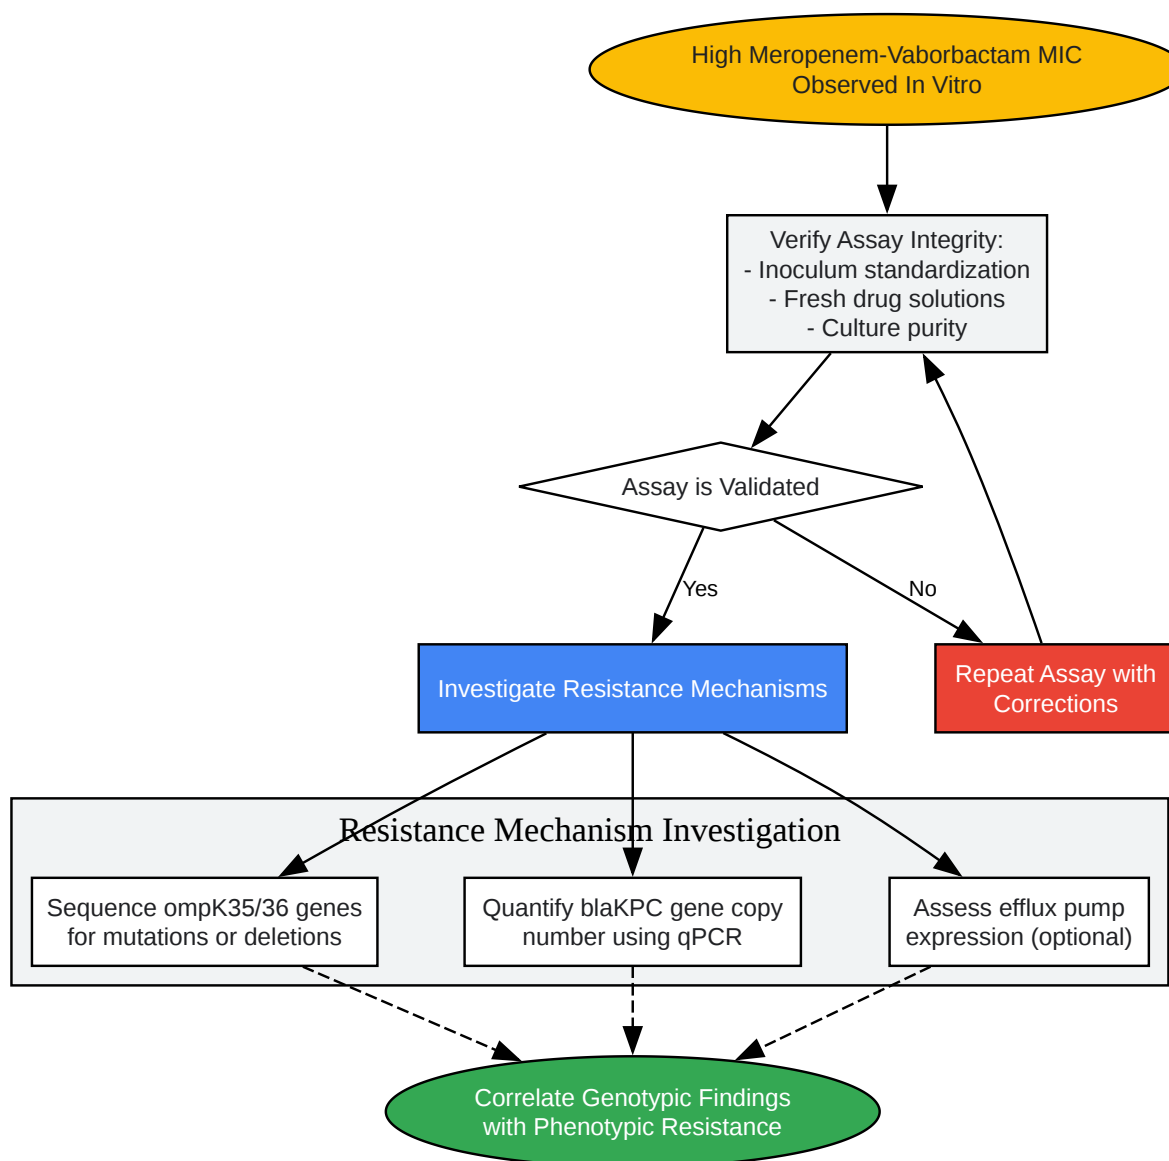 High Meropenem-Vaborbactam MIC
Observed In Vitro
Verify Assay Integrity:
- Inoculum standardization
- Fresh drug solutions
- Culture purity
Assay is Validated
Yes
No
Investigate Resistance Mechanisms
Repeat Assay with
Corrections
Resistance Mechanism Investigation
Sequence ompK35/36 genes
for mutations or deletions
Quantify blaKPC gene copy
number using qPCR
Assess efflux pump
expression (optional)
Correlate Genotypic Findings
with Phenotypic Resistance